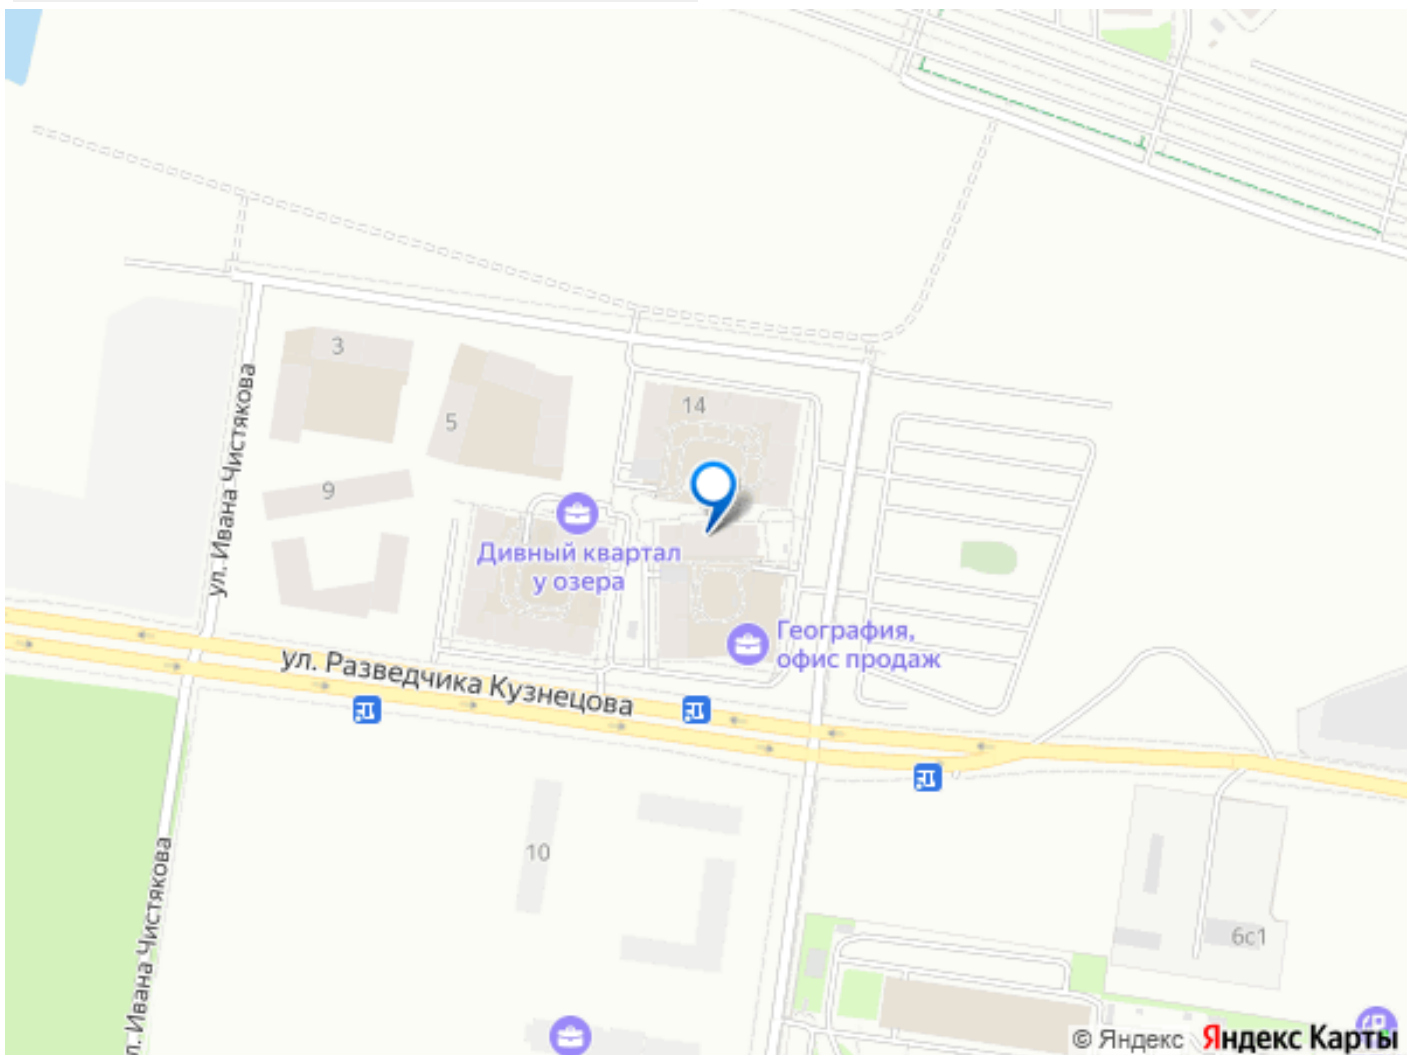 3
14
5
ул. Ивана Чистякова
9
Дивный квартал
у озера
География,
офис продаж
ул. Разведчика Кузнецова
10
л. Ивана Чистякова
6с1
© Яндекс Яндекс Карты